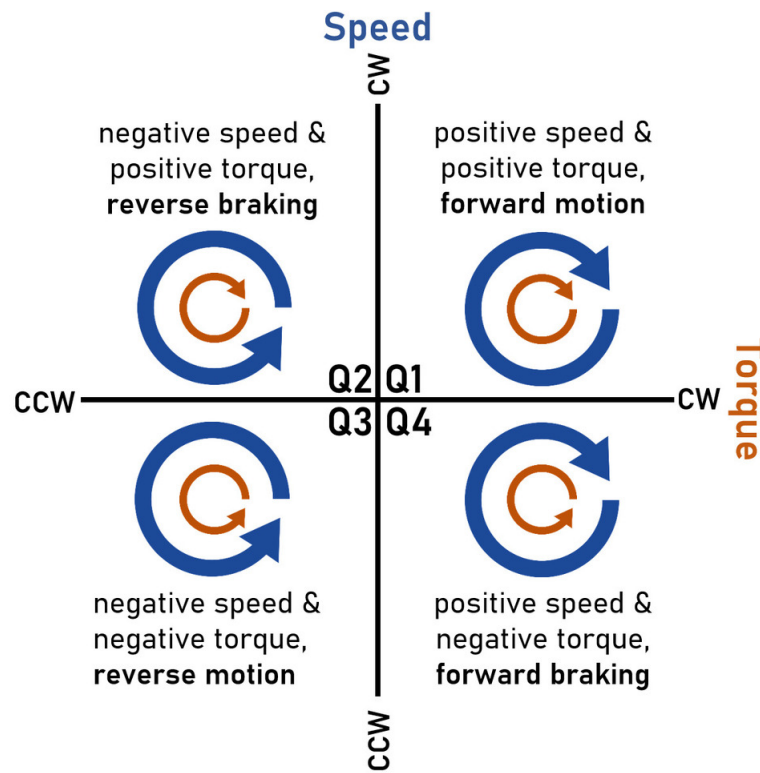 Speed
CW
negative speed &
positive torque,
reverse braking
positive speed &
positive torque,
forward motion
Q2
Q1
CCW
CW
Torque
Q3
Q4
negative speed &
negative torque,
reverse motion
positive speed &
negative torque,
forward braking
CCW